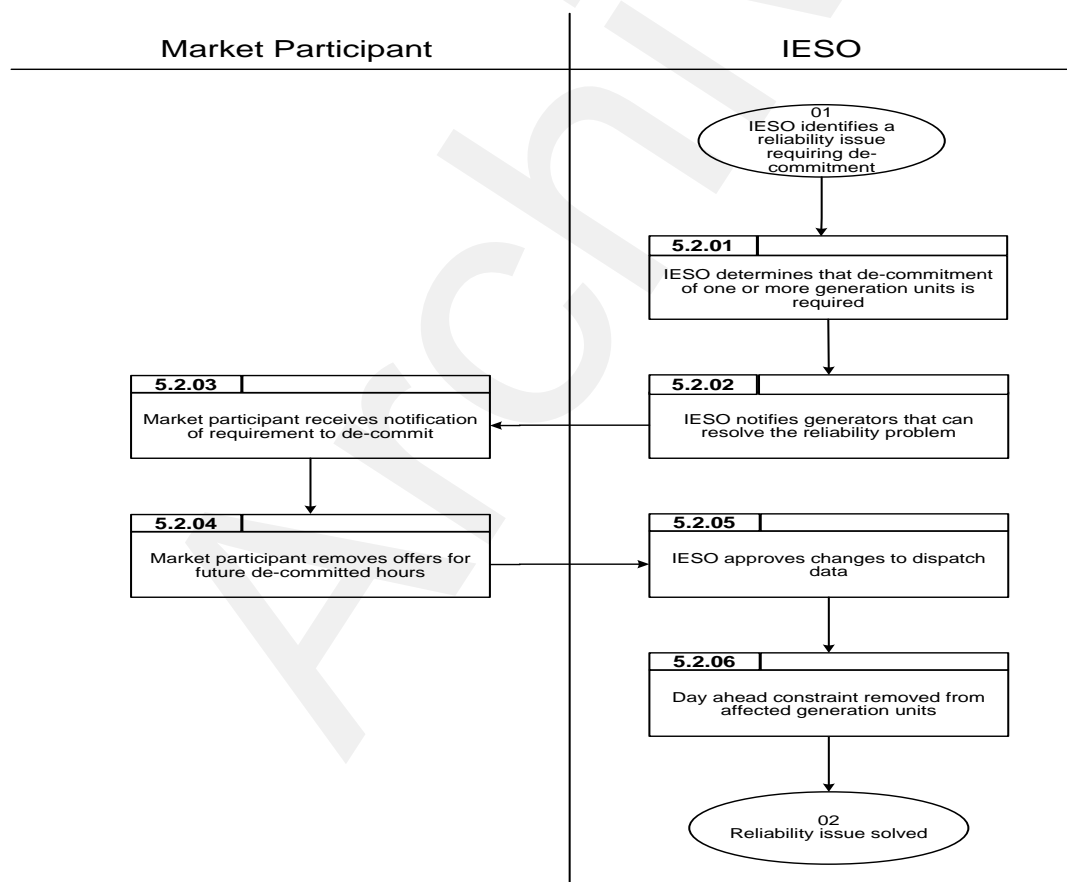 Market Participant
IESO
01
IESO identifies a
reliability issue
requiring de-
commitment
5.2.01
IESO determines that de-commitment
of one or more generation units is
required
5.2.03
Market participant receives notification
of requirement to de-commit
5.2.02
IESO notifies generators that can
resolve the reliability problem
5.2.04
Market participant removes offers for
future de-committed hours
5.2.05
IESO approves changes to dispatch
data
5.2.06
Day ahead constraint removed from
affected generation units
02
Reliability issue solved